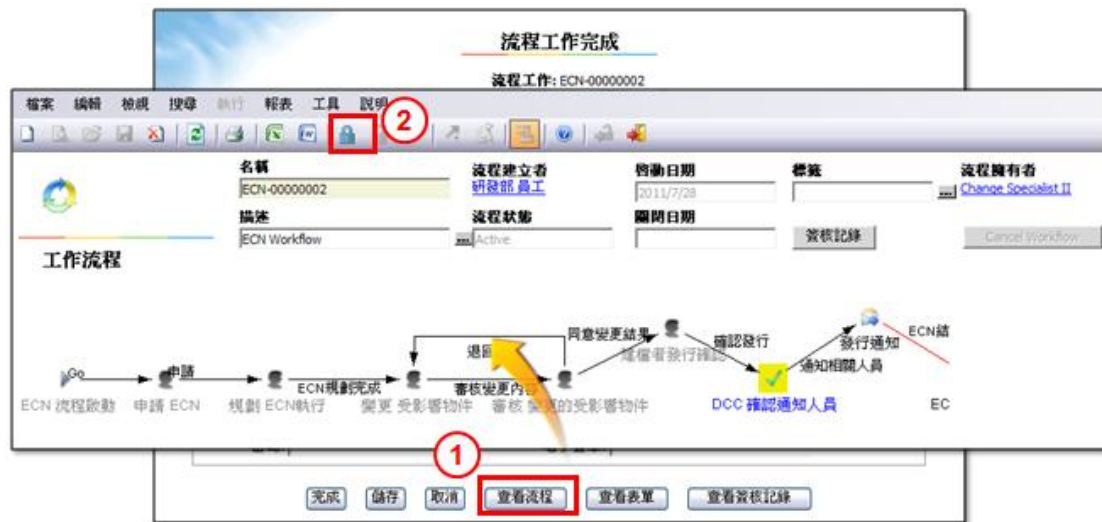 流程工作完成
流程工作: ECN-00000002
檔案 編輯 檢視 搜尋 執行 報表 工具 說明
②
名稱 流程建立者 啓動日期 標籤 流程擁有者
ECN-00000002 研發部 員工 2011/7/28 ... Change Specialist II
描述 流程狀態 關閉日期
ECN Workflow ... Active 簽核記錄 Cancel Workflow
工作流程
同意變更結果 ECN結
退回 確認發行 發行通知
建檔者發行確認 通知相關人員
Go 申請 ECN規劃完成 審核變更內容
ECN 流程啟動 申請 ECN 規劃 ECN執行 變更 受影響物件 審核 變更的受影響物件 DCC 確認通知人員 EC
①
完成 儲存 取消 查看流程 查看表單 查看簽核記錄